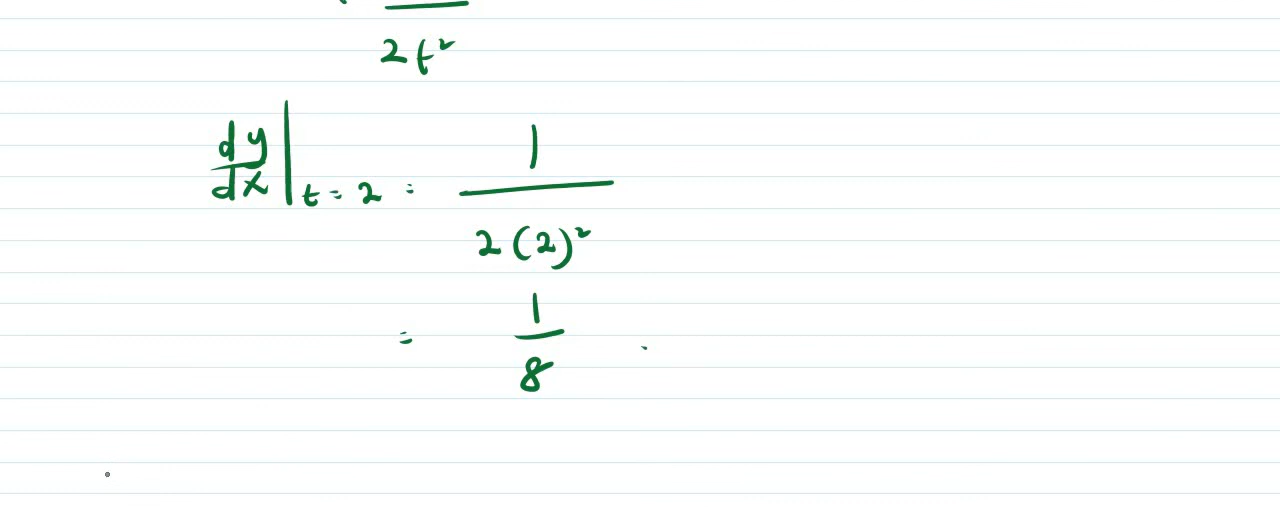 2t²
dy/dx |t=2 = 1/2(2)²
= 1/8